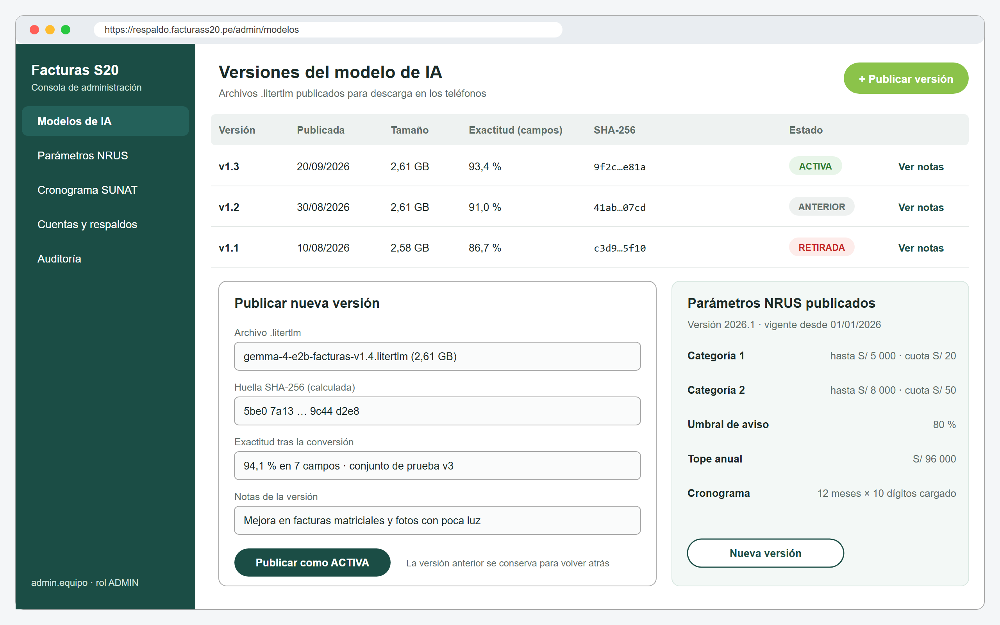 https://respaldo.facturass20.pe/admin/modelos
Facturas S20
Consola de administración
Modelos de IA
Parámetros NRUS
Cronograma SUNAT
Cuentas y respaldos
Auditoría
admin.equipo · rol ADMIN
Versiones del modelo de IA
Archivos .litertlm publicados para descarga en los teléfonos
+ Publicar versión
Versión Publicada Tamaño Exactitud (campos) SHA-256 Estado
v1.3 20/09/2026 2,61 GB 93,4 % 9f2c…e81a ACTIVA Ver notas
v1.2 30/08/2026 2,61 GB 91,0 % 41ab…07cd ANTERIOR Ver notas
v1.1 10/08/2026 2,58 GB 86,7 % c3d9…5f10 RETIRADA Ver notas
Publicar nueva versión
Archivo .litertlm
gemma-4-e2b-facturas-v1.4.litertlm (2,61 GB)
Huella SHA-256 (calculada)
5be0 7a13 … 9c44 d2e8
Exactitud tras la conversión
94,1 % en 7 campos · conjunto de prueba v3
Notas de la versión
Mejora en facturas matriciales y fotos con poca luz
Publicar como ACTIVA
La versión anterior se conserva para volver atrás
Parámetros NRUS publicados
Versión 2026.1 · vigente desde 01/01/2026
Categoría 1 hasta S/ 5 000 · cuota S/ 20
Categoría 2 hasta S/ 8 000 · cuota S/ 50
Umbral de aviso 80 %
Tope anual S/ 96 000
Cronograma 12 meses × 10 dígitos cargado
Nueva versión